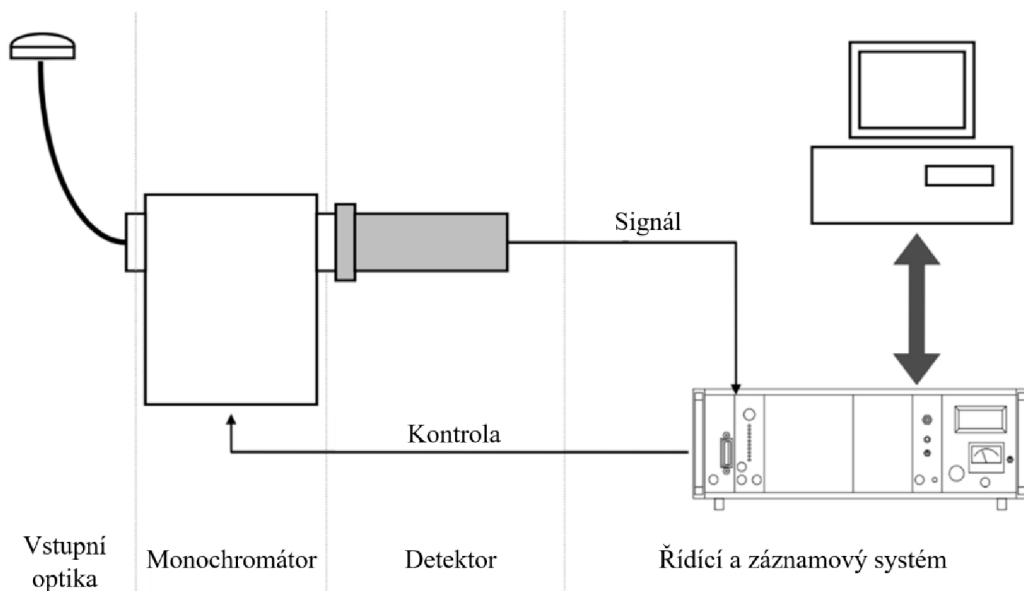 Signál
Kontrola
Vstupní
optika
Monochromátor
Detektor
Řídící a záznamový systém